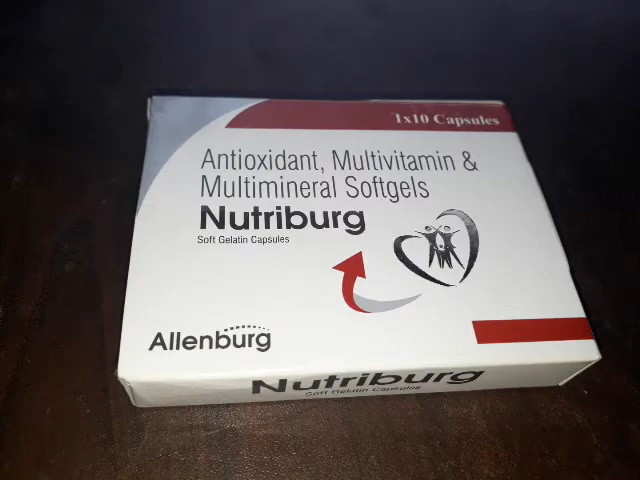 1x10 Capsules
Antioxidant, Multivitamin &
Multimineral Softgels
Nutriburg
Soft Gelatin Capsules
Allenburg
Nutriburg
Soft Gelatin Capsules